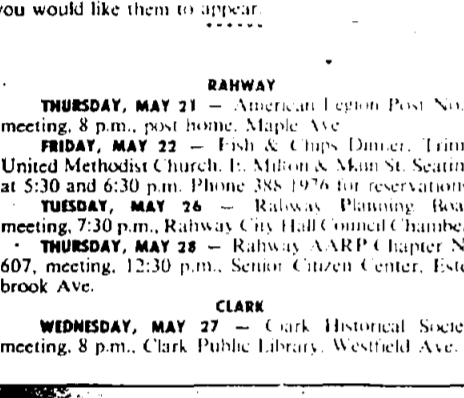 you would like them to appear.
RAHWAY
THURSDAY, MAY 21 — American Legion Post No.
meeting, 8 p.m., post home, Maple Ave
FRIDAY, MAY 22 — Fish & Chips Dinner, Trin
United Methodist Church, E. Milton & Main St. Seatin
at 5:30 and 6:30 p.m. Phone 388-1976 for reservation
TUESDAY, MAY 26 — Rahway Planning Boa
meeting, 7:30 p.m., Rahway City Hall Council Chambe
THURSDAY, MAY 28 — Rahway AARP Chapter N
607, meeting, 12:30 p.m., Senior Citizen Center, Este
brook Ave.
CLARK
WEDNESDAY, MAY 27 — Clark Historical Socie
meeting, 8 p.m., Clark Public Library, Westfield Ave.